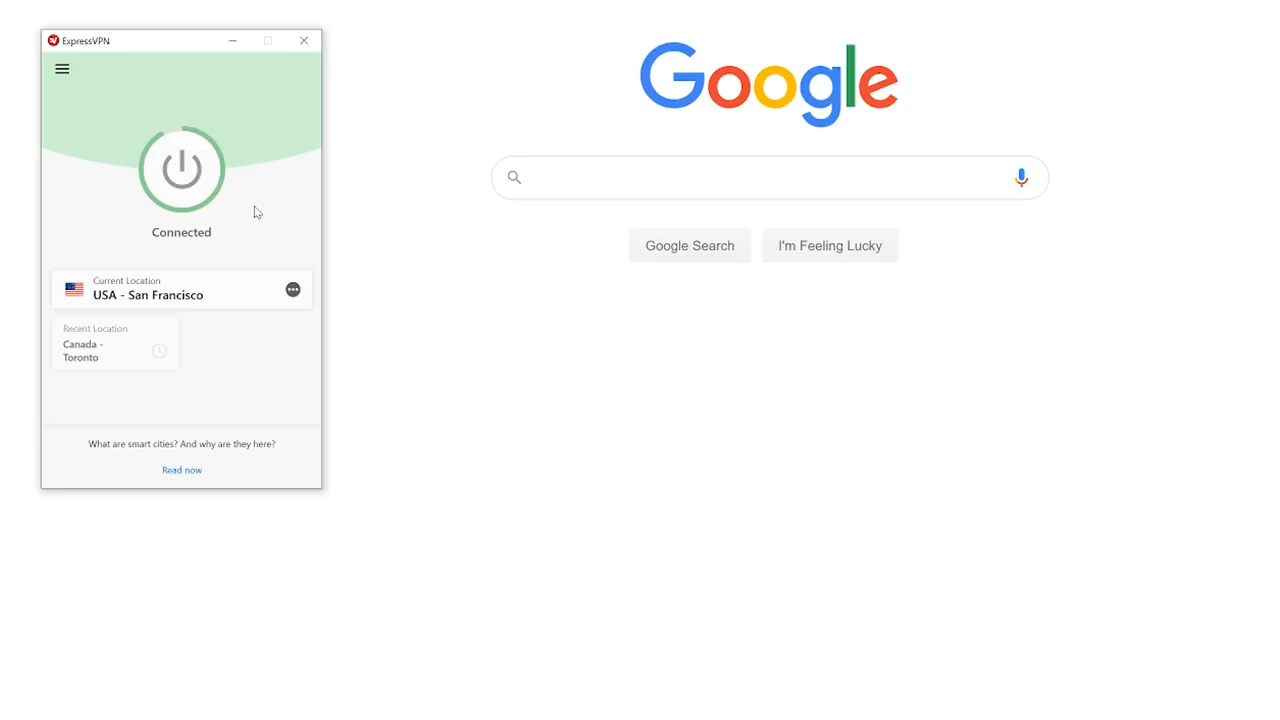 ExpressVPN
Connected
Current Location
USA - San Francisco
Recent Location
Canada -
Toronto
What are smart cities? And why are they here?
Read now
Google
Google Search
I'm Feeling Lucky